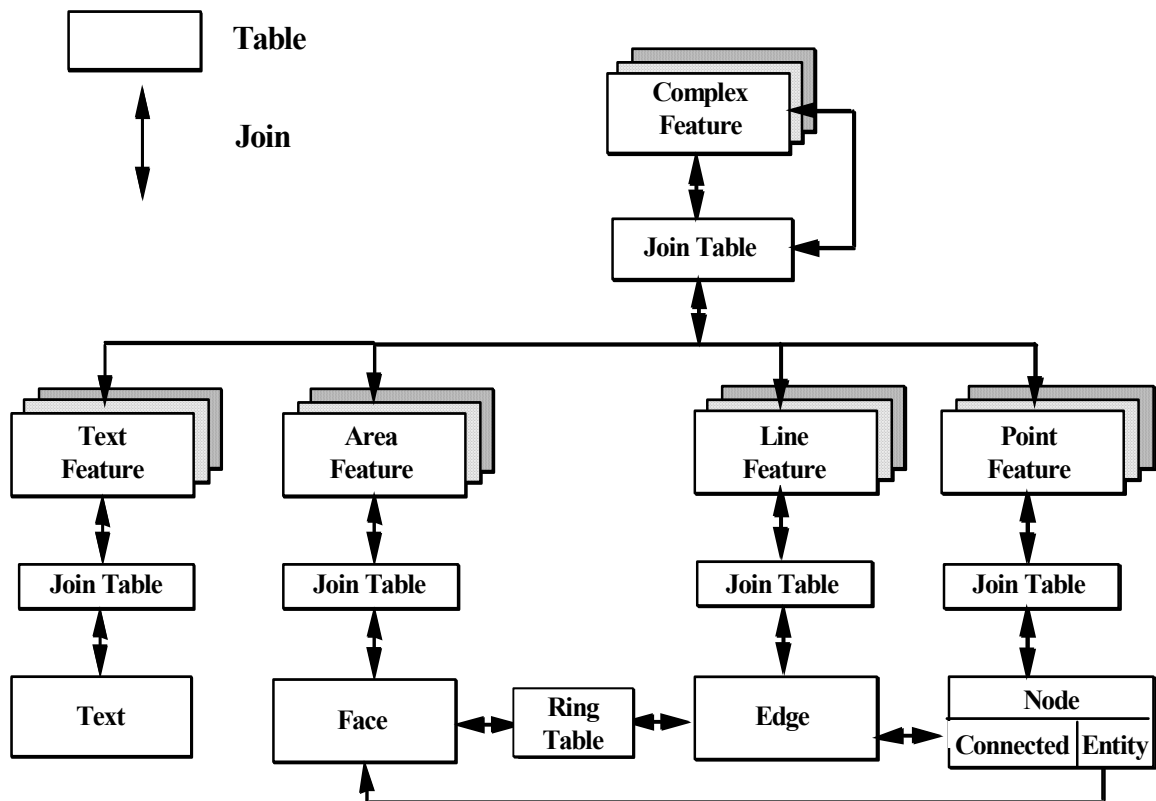 Table
Join
Complex
Feature
Join Table
Text
Feature
Area
Feature
Line
Feature
Point
Feature
Join Table
Join Table
Join Table
Join Table
Text
Face
Ring
Table
Edge
Node
Connected
Entity